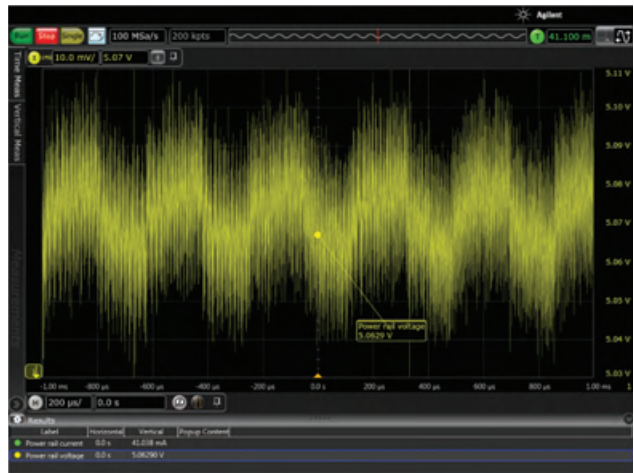 Agilent
Run Stop Single 100 MSa/s 200 kpts T 41.100 m
10.0 mV/ 5.07 V
Time Meas
Vertical Meas
Measurements
5.11 V
5.10 V
5.09 V
5.08 V
5.07 V
5.06 V
5.05 V
5.04 V
5.03 V
Power rail voltage
5.0629 V
-1.00 ms -800 µs -600 µs -400 µs -200 µs 0.0 s 200 µs 400 µs 600 µs 800 µs 1.00 ms 1
H 200 µs/ 0.0 s
Results
Label Horizontal Vertical Popup Content
Power rail current 0.0 s 41.038 mA
Power rail voltage 0.0 s 5.06290 V